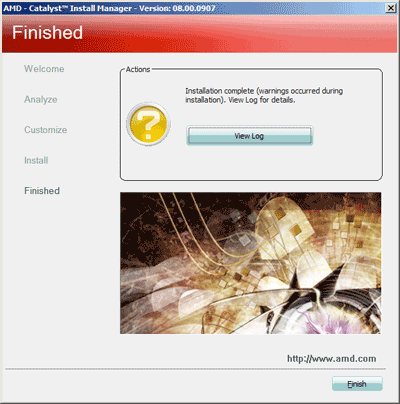 AMD - Catalyst™ Install Manager - Version: 08.00.0907
Finished
Welcome
Analyze
Customize
Install
Finished
Actions
Installation complete (warnings occurred during
installation). View Log for details.
View Log
http://www.amd.com
Finish